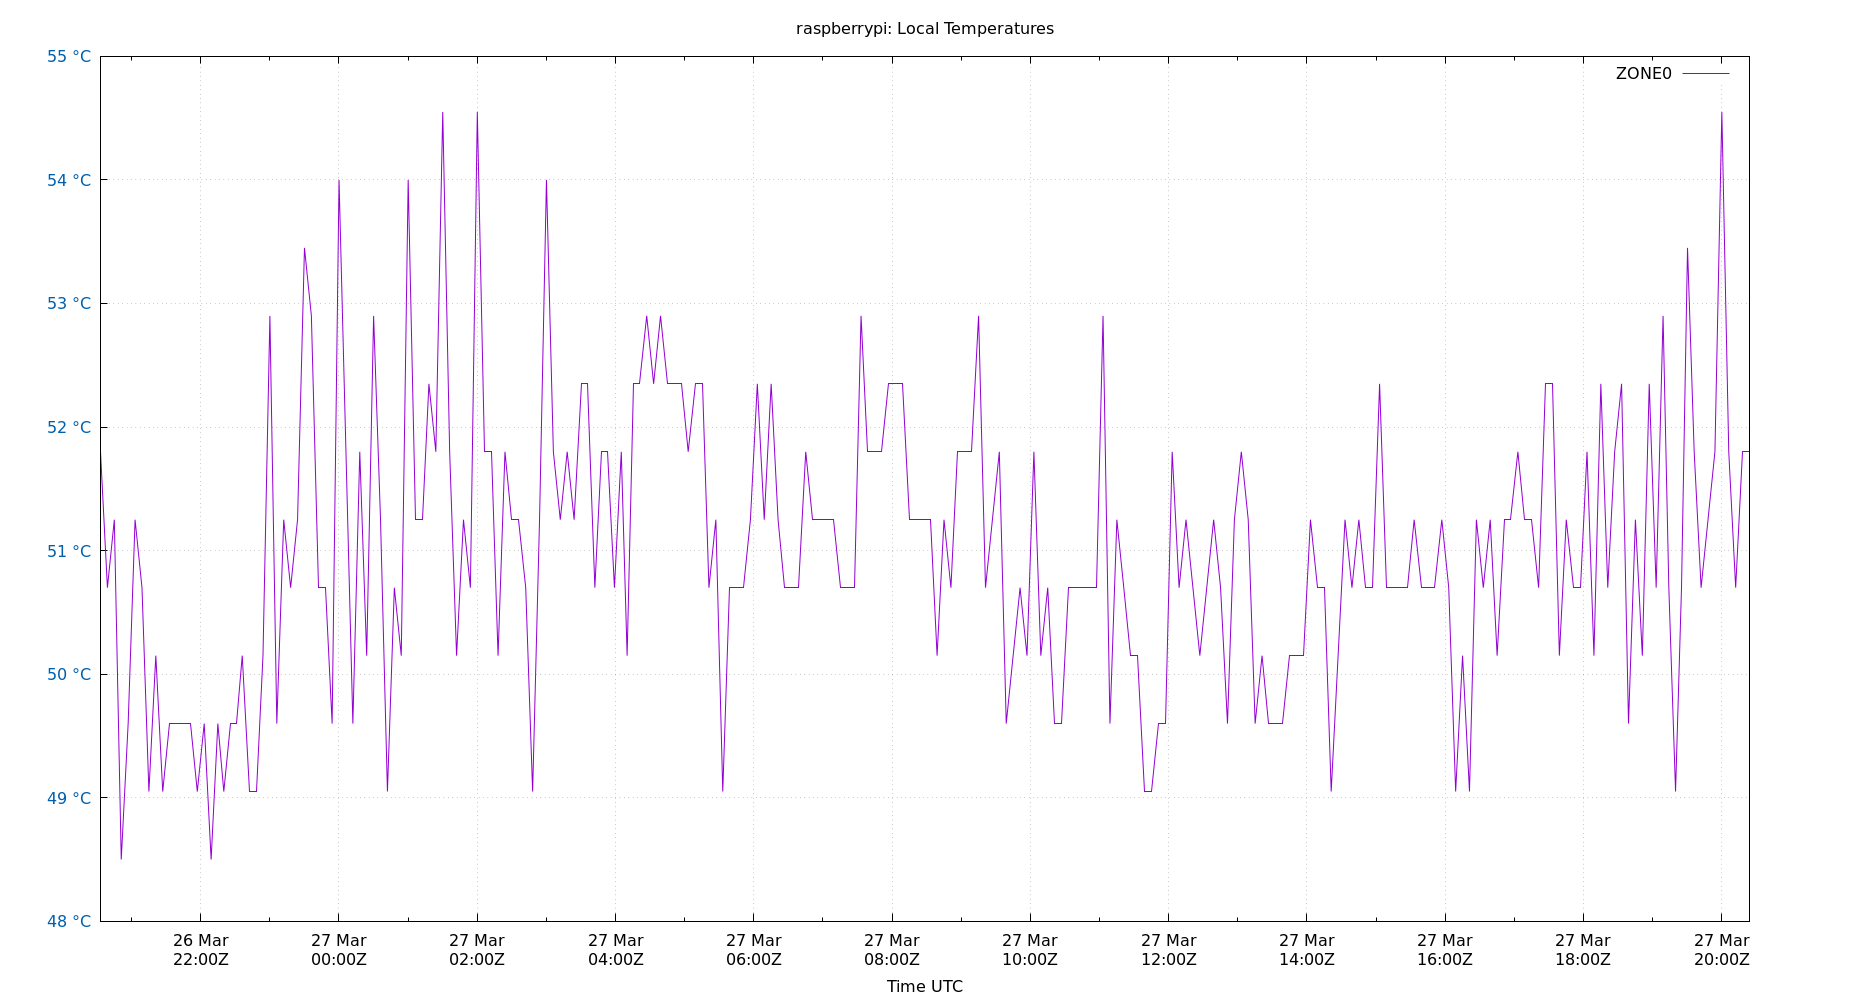 raspberrypi: Local Temperatures
55 °C
ZONE0
54 °C
53 °C
52 °C
51 °C
50 °C
49 °C
48 °C
26 Mar 27 Mar 27 Mar 27 Mar 27 Mar 27 Mar 27 Mar 27 Mar 27 Mar 27 Mar 27 Mar 27 Mar
22:00Z 00:00Z 02:00Z 04:00Z 06:00Z 08:00Z 10:00Z 12:00Z 14:00Z 16:00Z 18:00Z 20:00Z
Time UTC